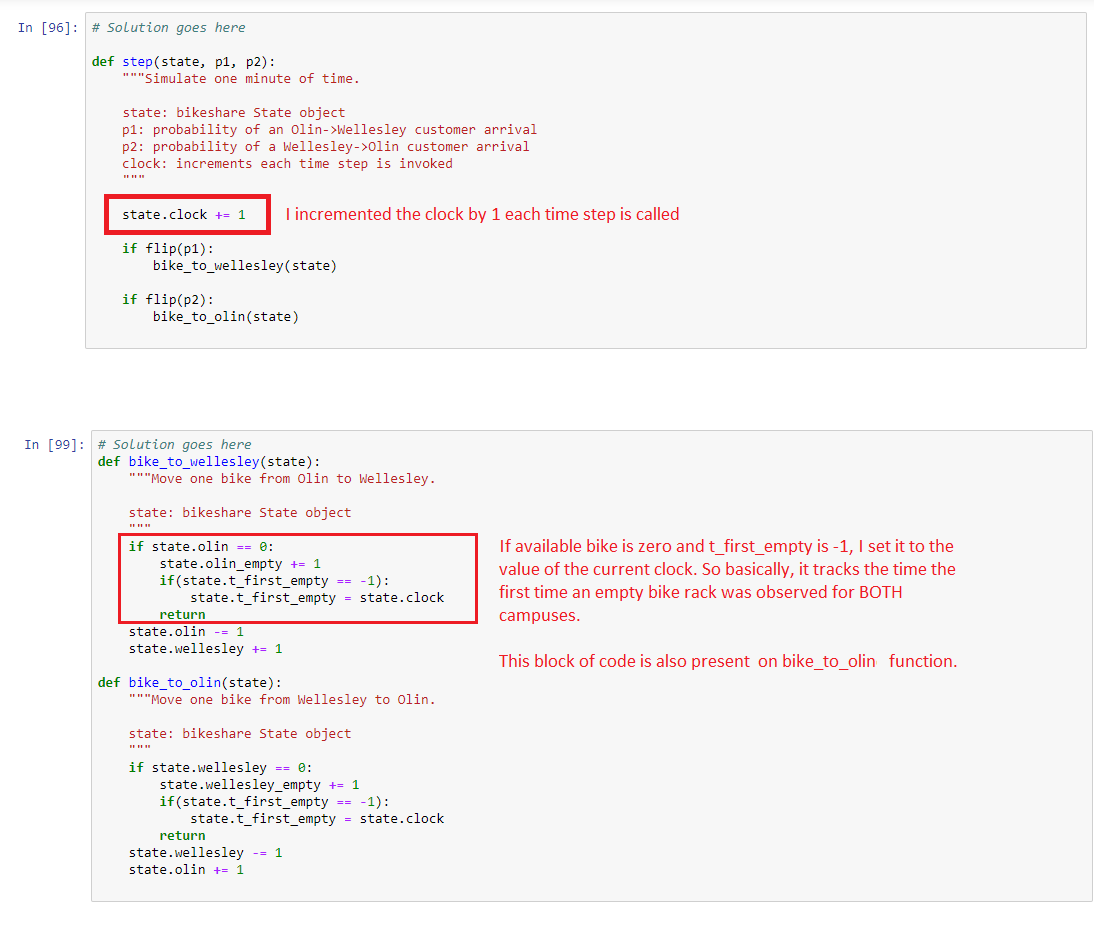 In [96]: # Solution goes here
def step(state, p1, p2):
"""Simulate one minute of time.
state: bikeshare State object
p1: probability of an Olin->Wellesley customer arrival
p2: probability of a Wellesley->Olin customer arrival
clock: increments each time step is invoked
"""
state.clock += 1 I incremented the clock by 1 each time step is called
if flip(p1):
bike_to_wellesley(state)
if flip(p2):
bike_to_olin(state)
In [99]: # Solution goes here
def bike_to_wellesley(state):
"""Move one bike from Olin to Wellesley.
state: bikeshare State object
"""
if state.olin == 0:
state.olin_empty += 1
if(state.t_first_empty == -1):
state.t_first_empty = state.clock
return
If available bike is zero and t_first_empty is -1, I set it to the
value of the current clock. So basically, it tracks the time the
first time an empty bike rack was observed for BOTH
campuses.
This block of code is also present on bike_to_olin function.
state.olin -= 1
state.wellesley += 1
def bike_to_olin(state):
"""Move one bike from Wellesley to Olin.
state: bikeshare State object
"""
if state.wellesley == 0:
state.wellesley_empty += 1
if(state.t_first_empty == -1):
state.t_first_empty = state.clock
return
state.wellesley -= 1
state.olin += 1